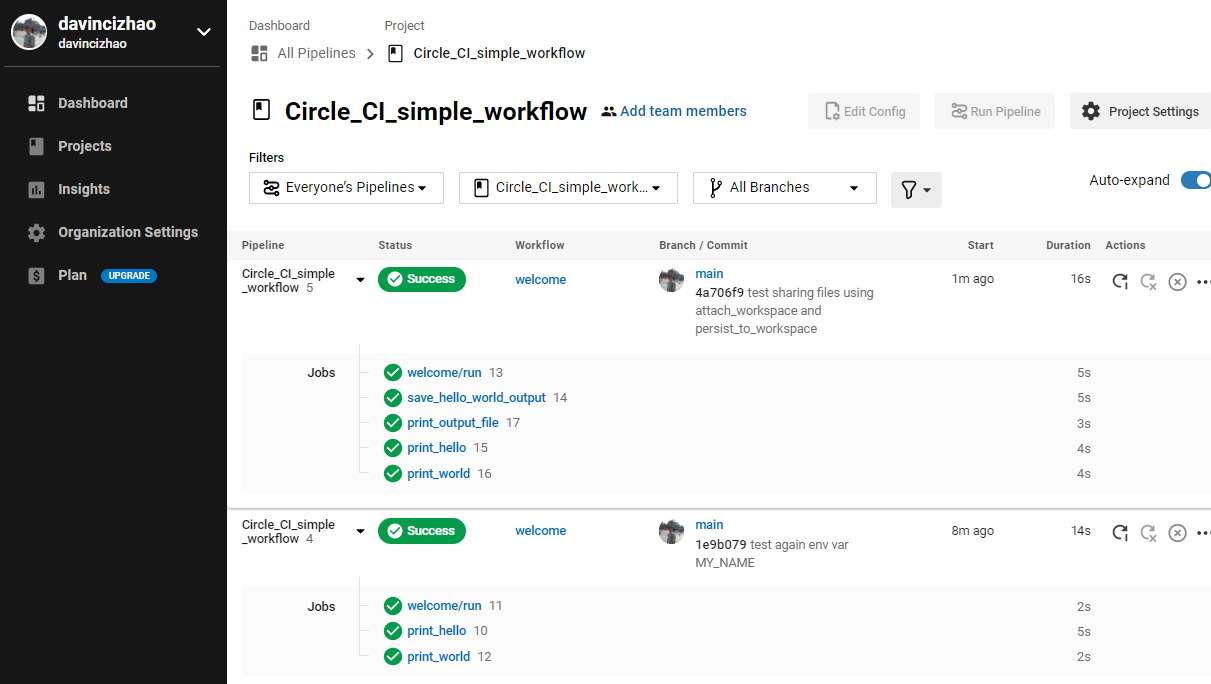 davincizhao
davincizhao
Dashboard
Projects
Insights
Organization Settings
Plan UPGRADE
Dashboard Project
All Pipelines Circle_CI_simple_workflow
Circle_CI_simple_workflow Add team members Edit Config Run Pipeline Project Settings
Filters
Everyone's Pipelines Circle_CI_simple_work... All Branches Auto-expand
Pipeline Status Workflow Branch / Commit Start Duration Actions
Circle_CI_simple
_workflow 5 Success welcome main 1m ago 16s
4a706f9 test sharing files using
attach_workspace and
persist_to_workspace
Jobs welcome/run 13 5s
save_hello_world_output 14 5s
print_output_file 17 3s
print_hello 15 4s
print_world 16 4s
Circle_CI_simple
_workflow 4 Success welcome main 8m ago 14s
1e9b079 test again env var
MY_NAME
Jobs welcome/run 11 2s
print_hello 10 5s
print_world 12 2s